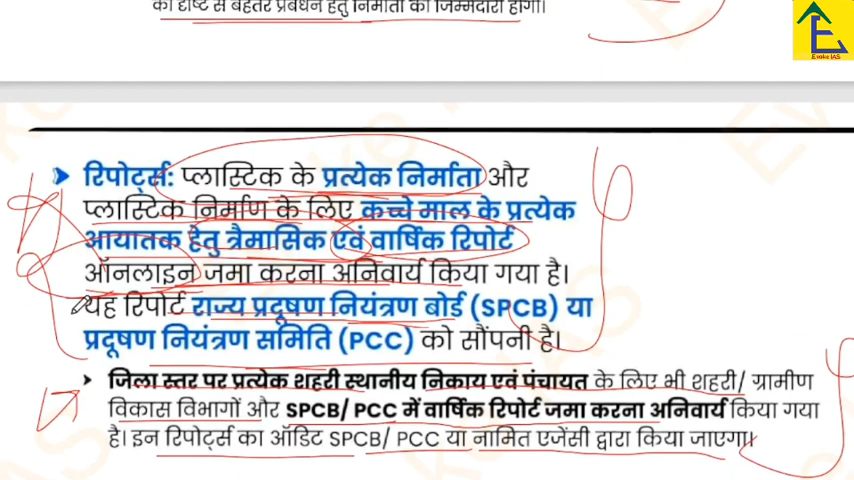 की दृष्टि से बेहतर प्रबंधन हेतु निर्माता की जिम्मेदारी होगी।
Evoke IAS
रिपोर्ट्स: प्लास्टिक के प्रत्येक निर्माता और
प्लास्टिक निर्माण के लिए कच्चे माल के प्रत्येक
आयातक हेतु त्रैमासिक एवं वार्षिक रिपोर्ट
ऑनलाइन जमा करना अनिवार्य किया गया है।
यह रिपोर्ट राज्य प्रदूषण नियंत्रण बोर्ड (SPCB) या
प्रदूषण नियंत्रण समिति (PCC) को सौंपनी है।
जिला स्तर पर प्रत्येक शहरी स्थानीय निकाय एवं पंचायत के लिए भी शहरी/ ग्रामीण
विकास विभागों और SPCB/ PCC में वार्षिक रिपोर्ट जमा करना अनिवार्य किया गया
है। इन रिपोर्ट्स का ऑडिट SPCB/ PCC या नामित एजेंसी द्वारा किया जाएगा।